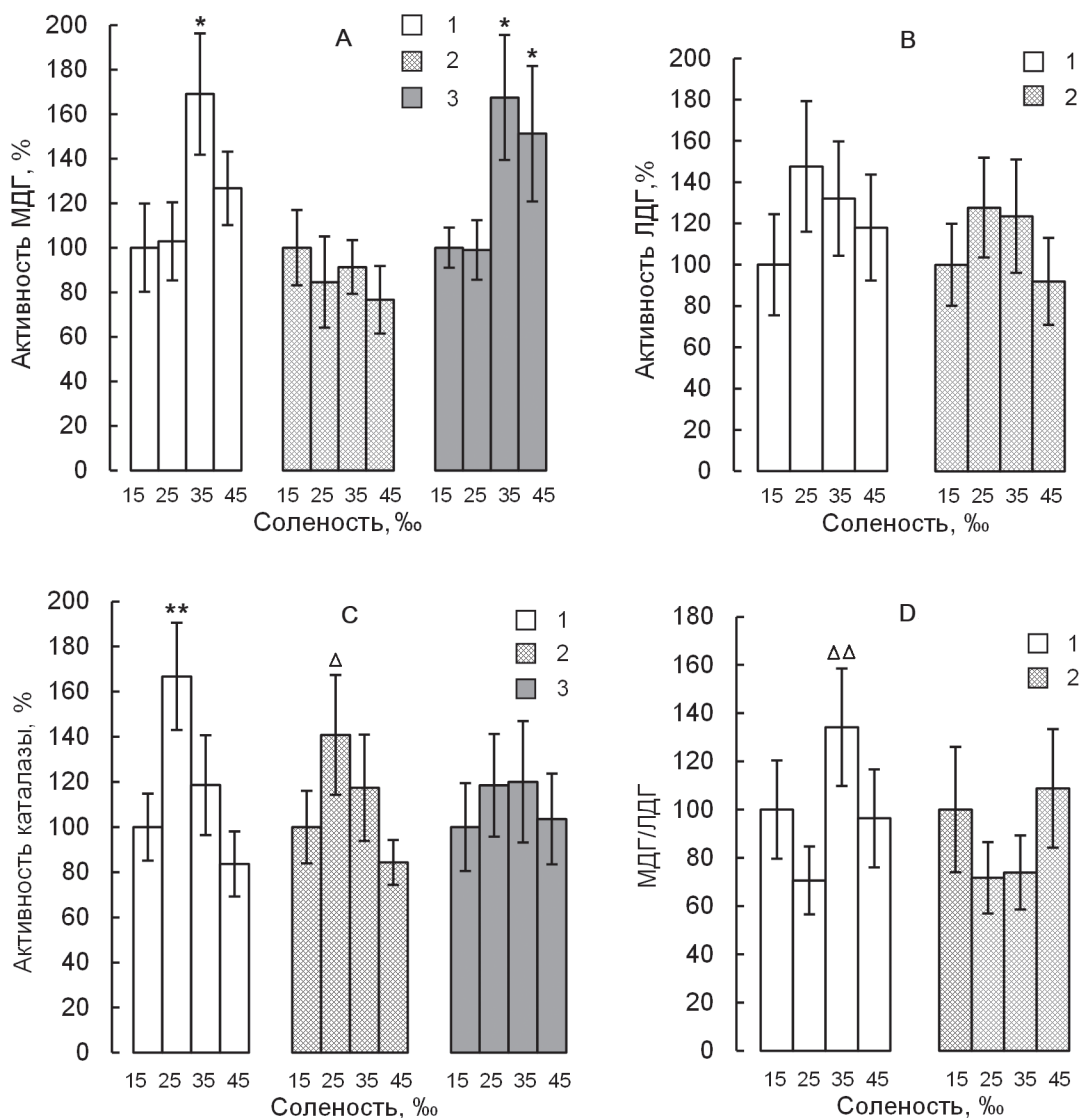 A
* * *
1
2
3
Активность МДГ, %
200
180
160
140
120
100
80
60
40
20
0
15 25 35 45 15 25 35 45 15 25 35 45
Соленость, ‰
B
1
2
Активность ЛДГ,%
200
180
160
140
120
100
80
60
40
20
0
15 25 35 45 15 25 35 45
Соленость, ‰
C
** Δ
1
2
3
Активность каталазы, %
200
180
160
140
120
100
80
60
40
20
0
15 25 35 45 15 25 35 45 15 25 35 45
Соленость, ‰
D
ΔΔ
1
2
МДГ/ЛДГ
180
160
140
120
100
80
60
40
20
0
15 25 35 45 15 25 35 45
Соленость, ‰